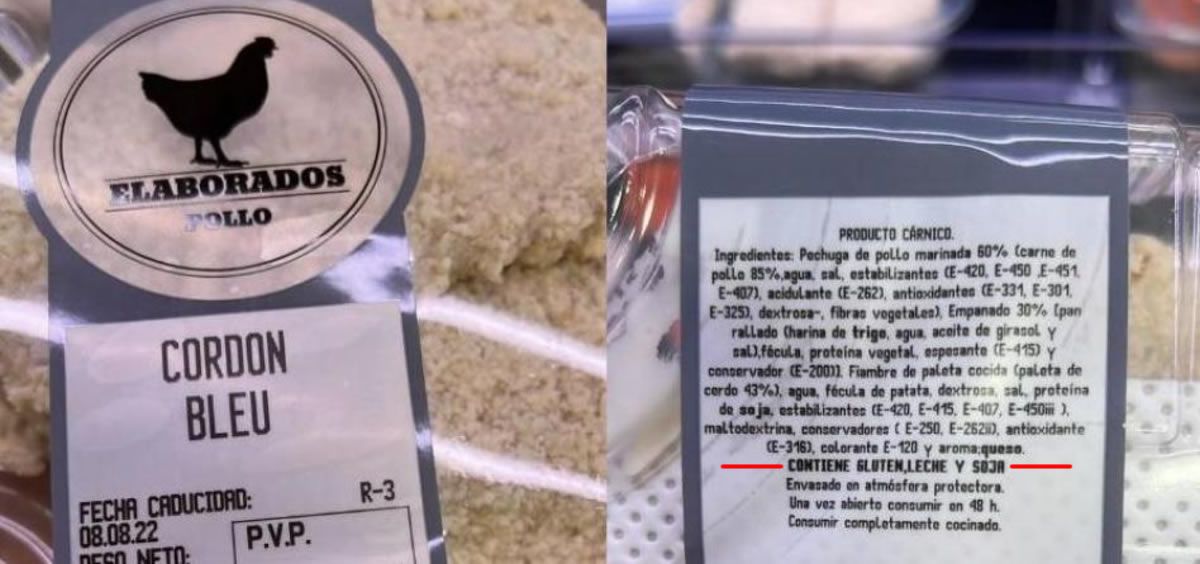 ELABORADOS
POLLO
CORDON
BLEU
FECHA CADUCIDAD:
R-3
08.08.22
P.V.P.
PESO NETO:
PRODUCTO CÁRNICO.
Ingredientes: Pechuga de pollo marinada 60% (carne de
pollo 85%,agua, sal, estabilizantes (E-420, E-450 ,E-451,
E-407), acidulante (E-262), antioxidantes (E-331, E-301,
E-325), dextrosa-, fibras vegetales), Empanado 30% (pan
rallado (harina de trigo, agua, aceite de girasol y
sal),fécula, proteína vegetal, espesante (E-415) y
conservador (E-200)). Fiambre de paleta cocida (paleta de
cerdo 43%), agua, fécula de patata, dextrosa, sal, proteína
de soja, estabilizantes (E-420, E-415, E-407, E-450iii ),
maltodextrina, conservadores ( E-250, E-262ii), antioxidante
(E-316), colorante E-120 y aroma;queso.
CONTIENE GLUTEN,LECHE Y SOJA
Envasado en atmósfera protectora.
Una vez abierto consumir en 48 h.
Consumir completamente cocinado.